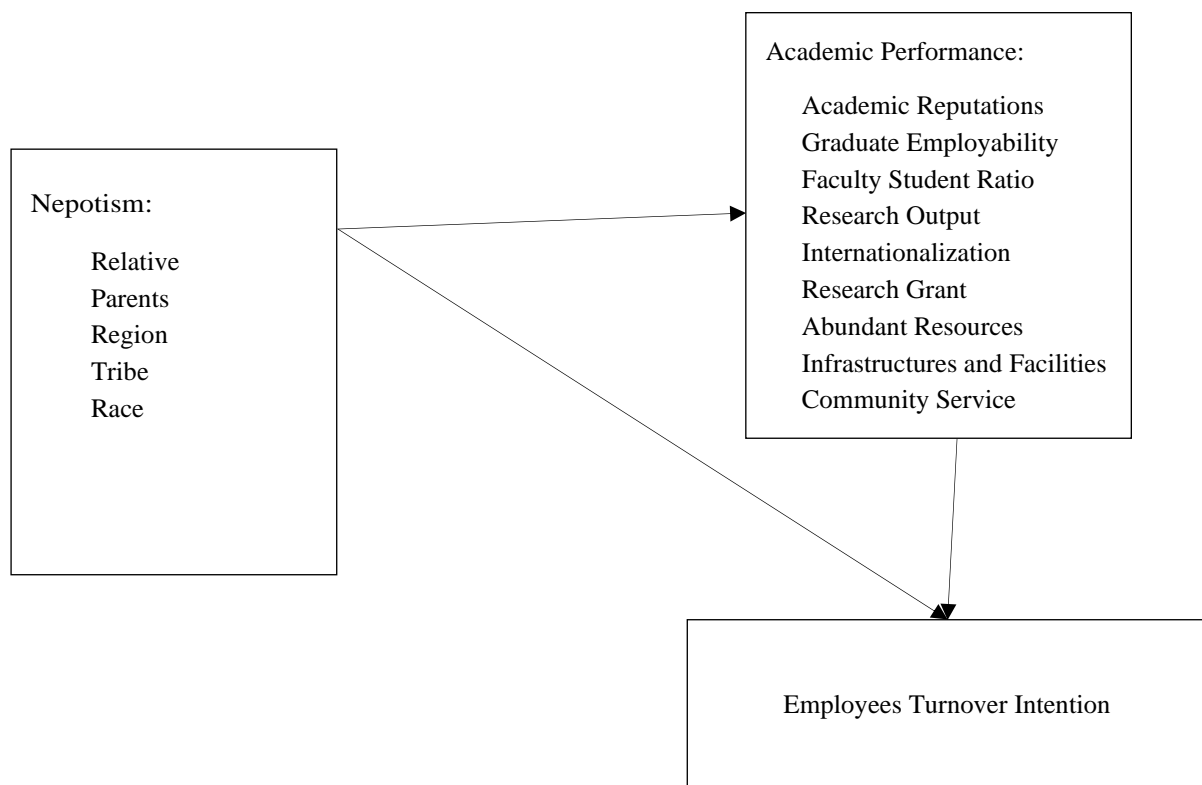 Nepotism:
Relative
Parents
Region
Tribe
Race
Academic Performance:
Academic Reputations
Graduate Employability
Faculty Student Ratio
Research Output
Internationalization
Research Grant
Abundant Resources
Infrastructures and Facilities
Community Service
Employees Turnover Intention